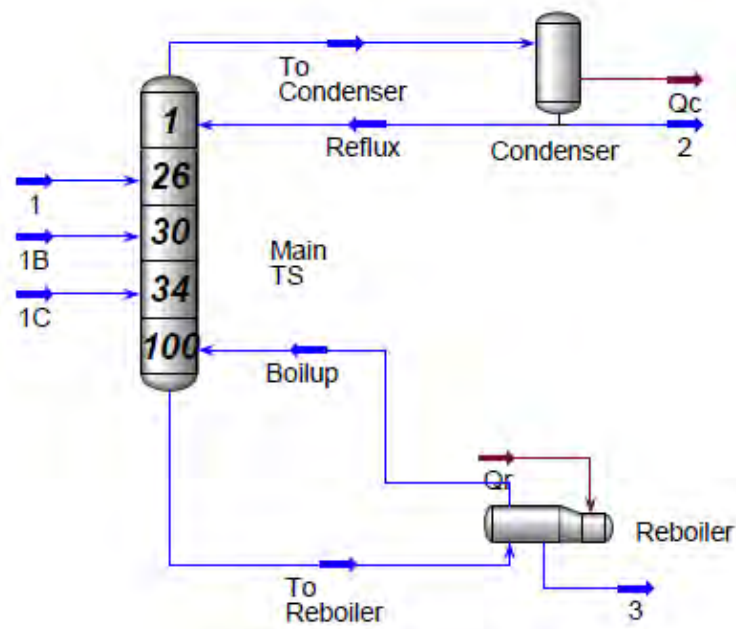 To
Condenser
Qc
1
Reflux
Condenser
2
26
1
30
1B
Main
TS
34
1C
100
Boilup
Qr
Reboiler
To
Reboiler
3